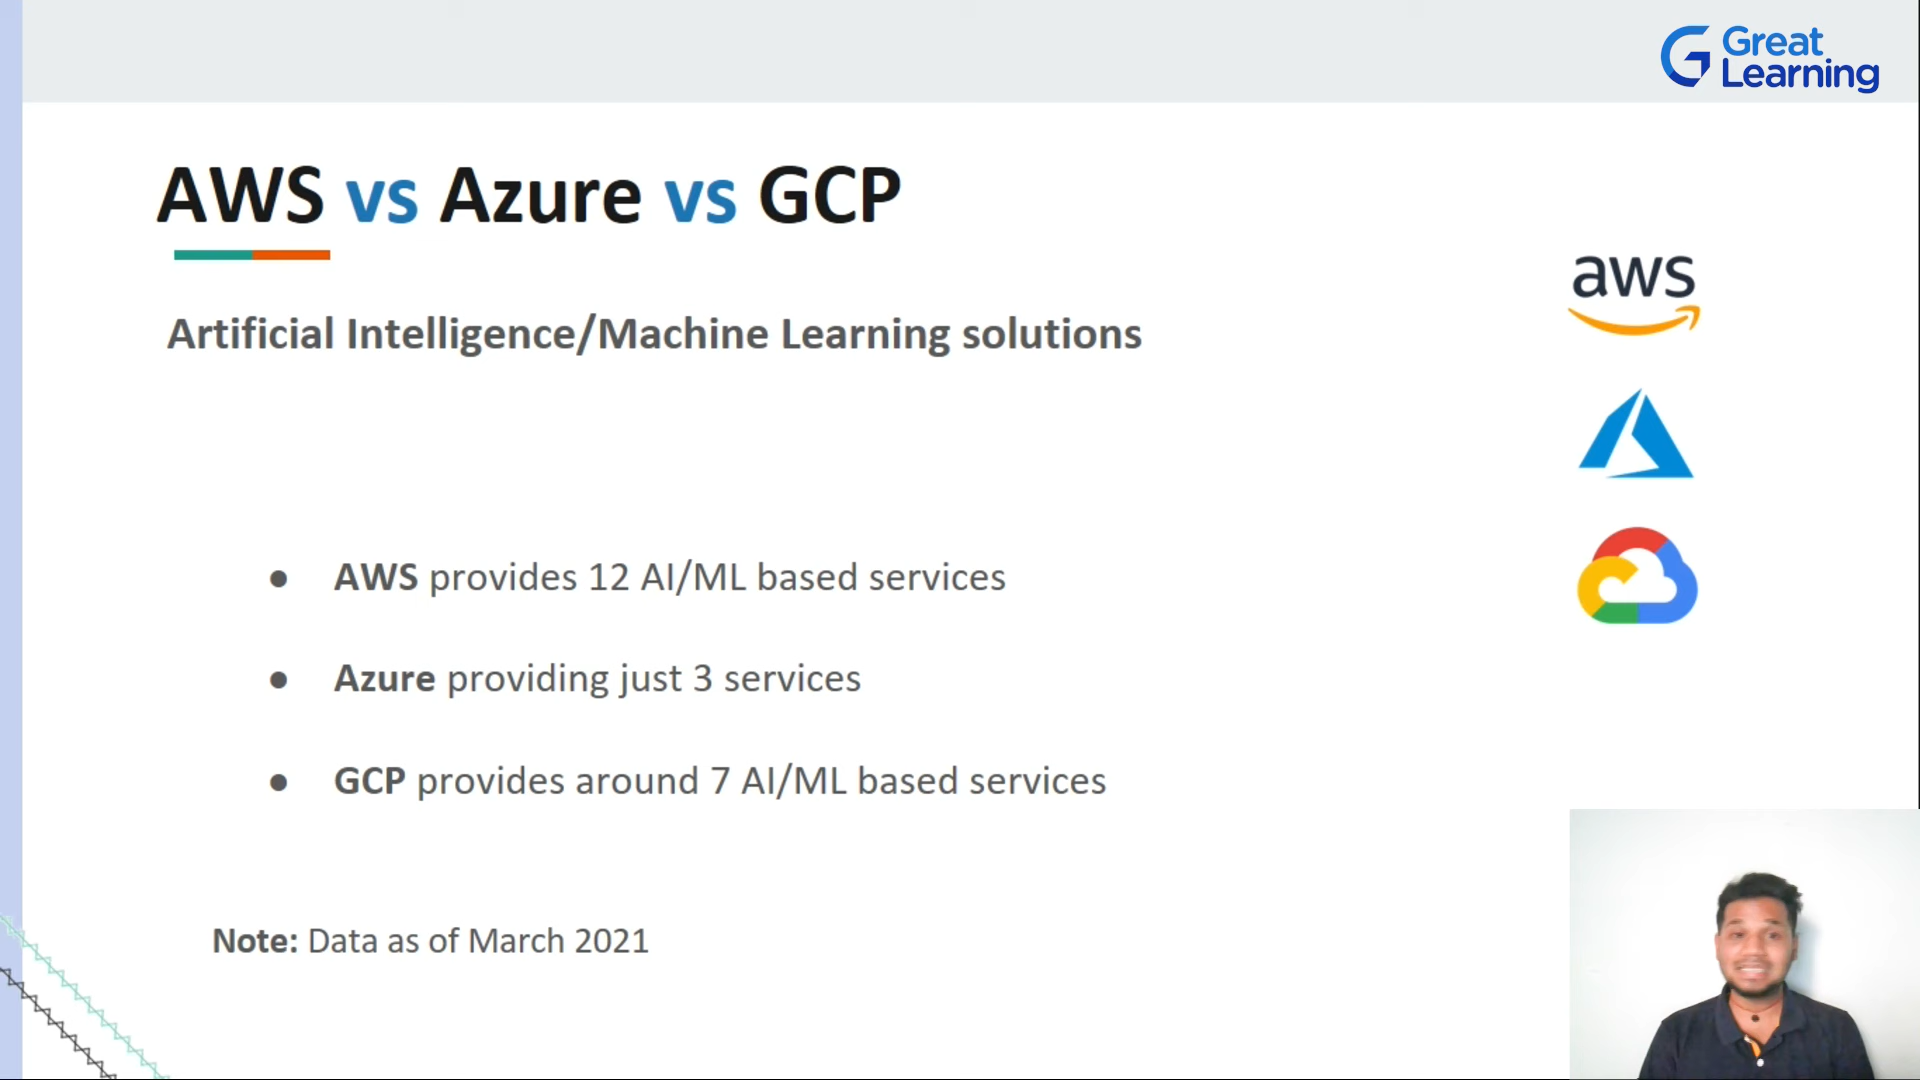 Great
Learning
AWS vs Azure vs GCP
aws
Artificial Intelligence/Machine Learning solutions
● AWS provides 12 AI/ML based services
● Azure providing just 3 services
● GCP provides around 7 AI/ML based services
Note: Data as of March 2021